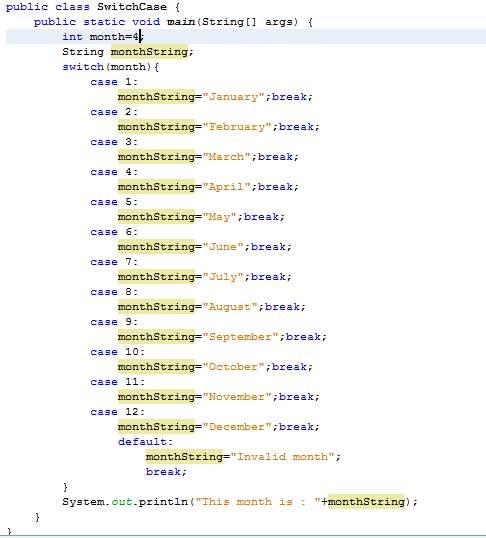 public class SwitchCase {
public static void main(String[] args) {
int month=4;
String monthString;
switch(month){
case 1:
monthString="January";break;
case 2:
monthString="February";break;
case 3:
monthString="March";break;
case 4:
monthString="April";break;
case 5:
monthString="May";break;
case 6:
monthString="June";break;
case 7:
monthString="July";break;
case 8:
monthString="August";break;
case 9:
monthString="September";break;
case 10:
monthString="October";break;
case 11:
monthString="November";break;
case 12:
monthString="December";break;
default:
monthString="Invalid month";
break;
}
System.out.println("This month is : "+monthString);
}
}